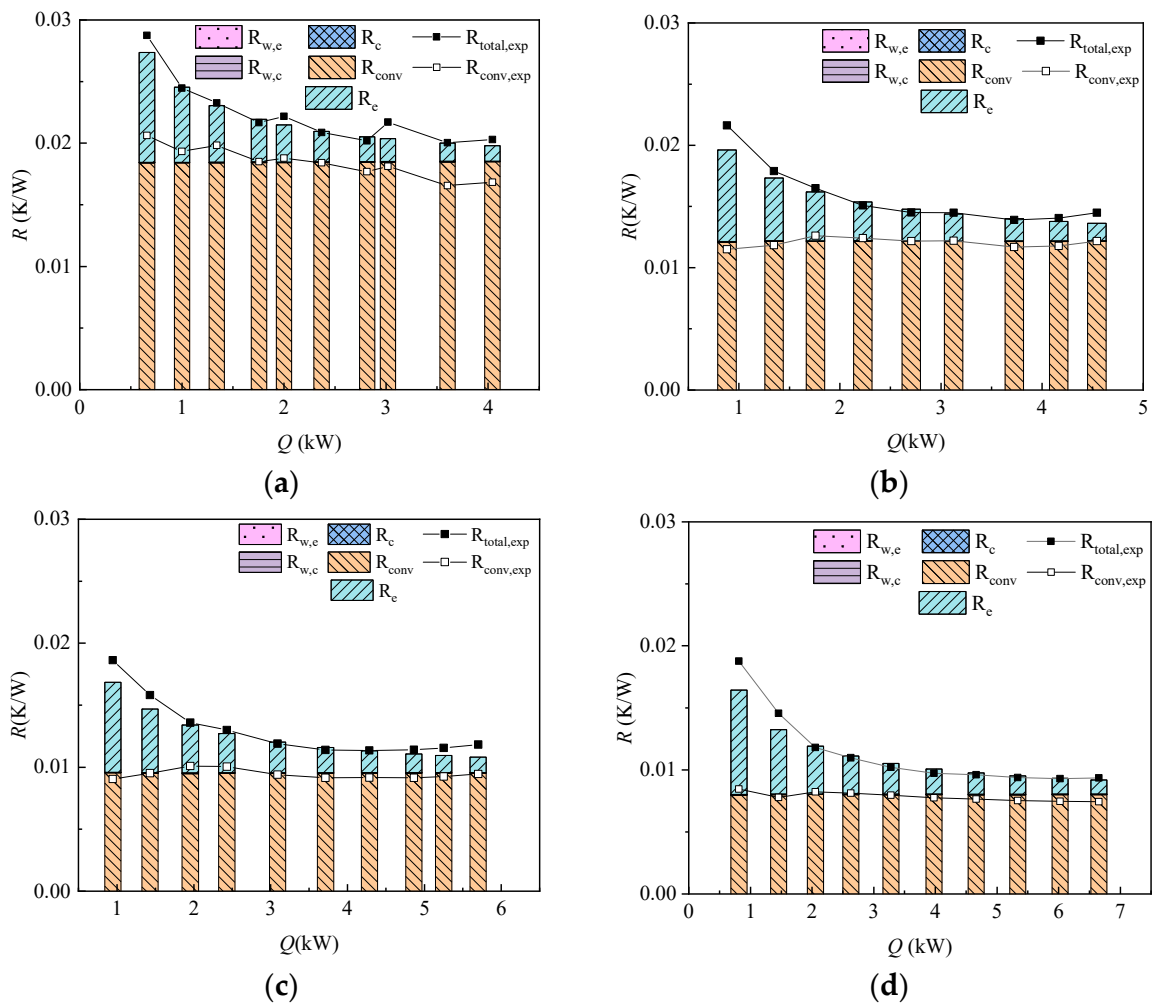 0.03
0.02
0.01
0.00
R (K/W)
R_w,e R_c R_total,exp
R_w,c R_conv R_conv,exp
R_e
0 1 2 3 4
Q (kW)
(a)
0.03
0.02
0.01
0.00
R(K/W)
R_w,e R_c R_total,exp
R_w,c R_conv R_conv,exp
R_e
1 2 3 4 5
Q(kW)
(b)
0.03
0.02
0.01
0.00
R(K/W)
R_w,e R_c R_total,exp
R_w,c R_conv R_conv,exp
R_e
1 2 3 4 5 6
Q(kW)
(c)
0.03
0.02
0.01
0.00
R (K/W)
R_w,e R_c R_total,exp
R_w,c R_conv R_conv,exp
R_e
0 1 2 3 4 5 6 7
Q (kW)
(d)